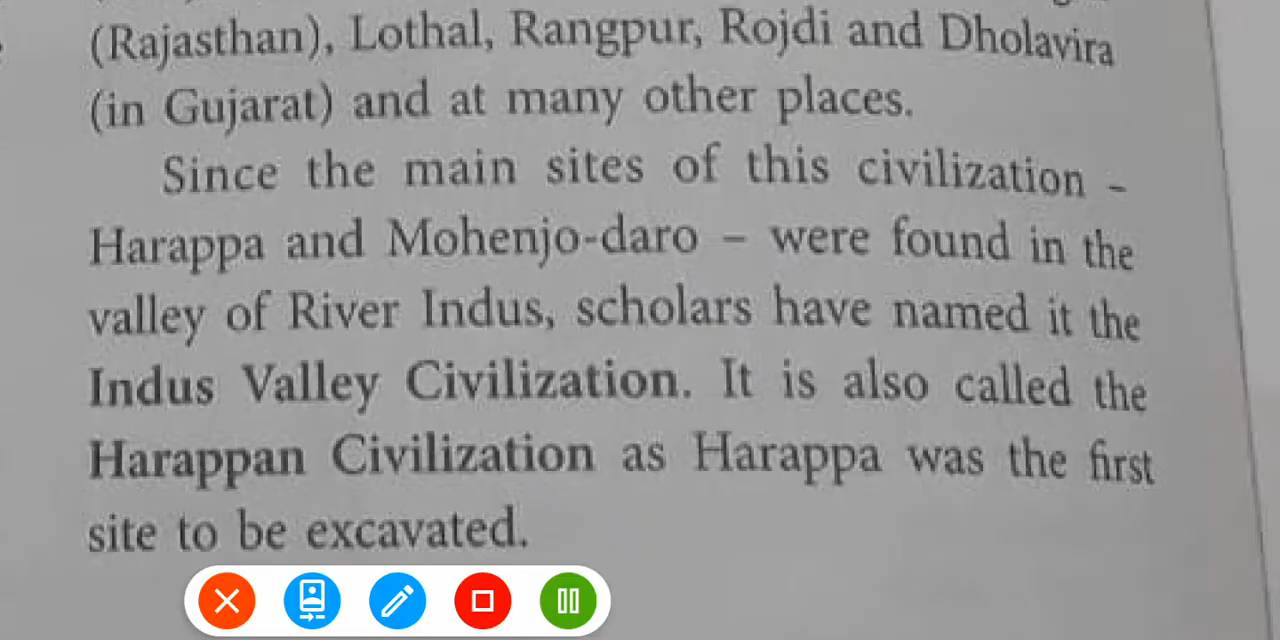 (Rajasthan), Lothal, Rangpur, Rojdi and Dholavira
(in Gujarat) and at many other places.
Since the main sites of this civilization –
Harappa and Mohenjo-daro – were found in the
valley of River Indus, scholars have named it the
Indus Valley Civilization. It is also called the
Harappan Civilization as Harappa was the first
site to be excavated.